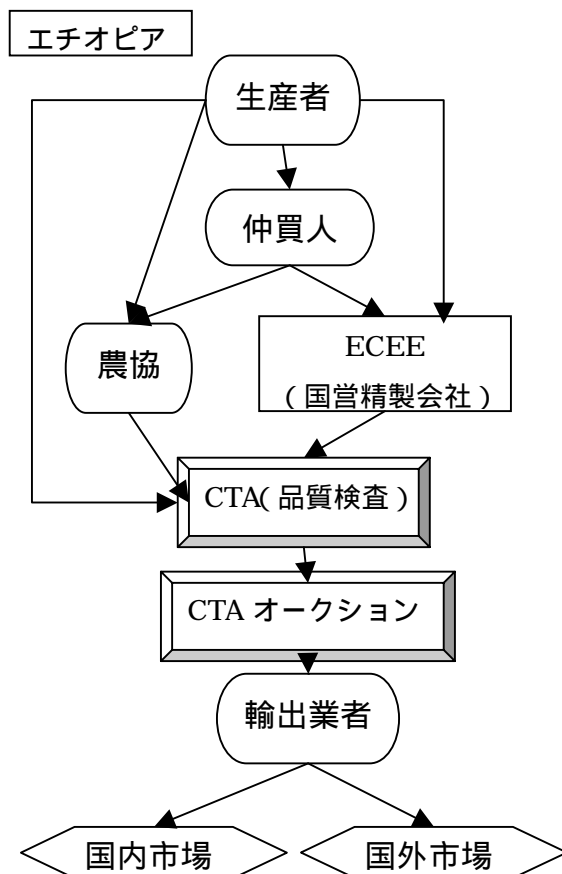 エチオピア
生産者
仲買人
農協
ECEE
（国営精製会社）
CTA（品質検査）
CTA オークション
輸出業者
国内市場
国外市場